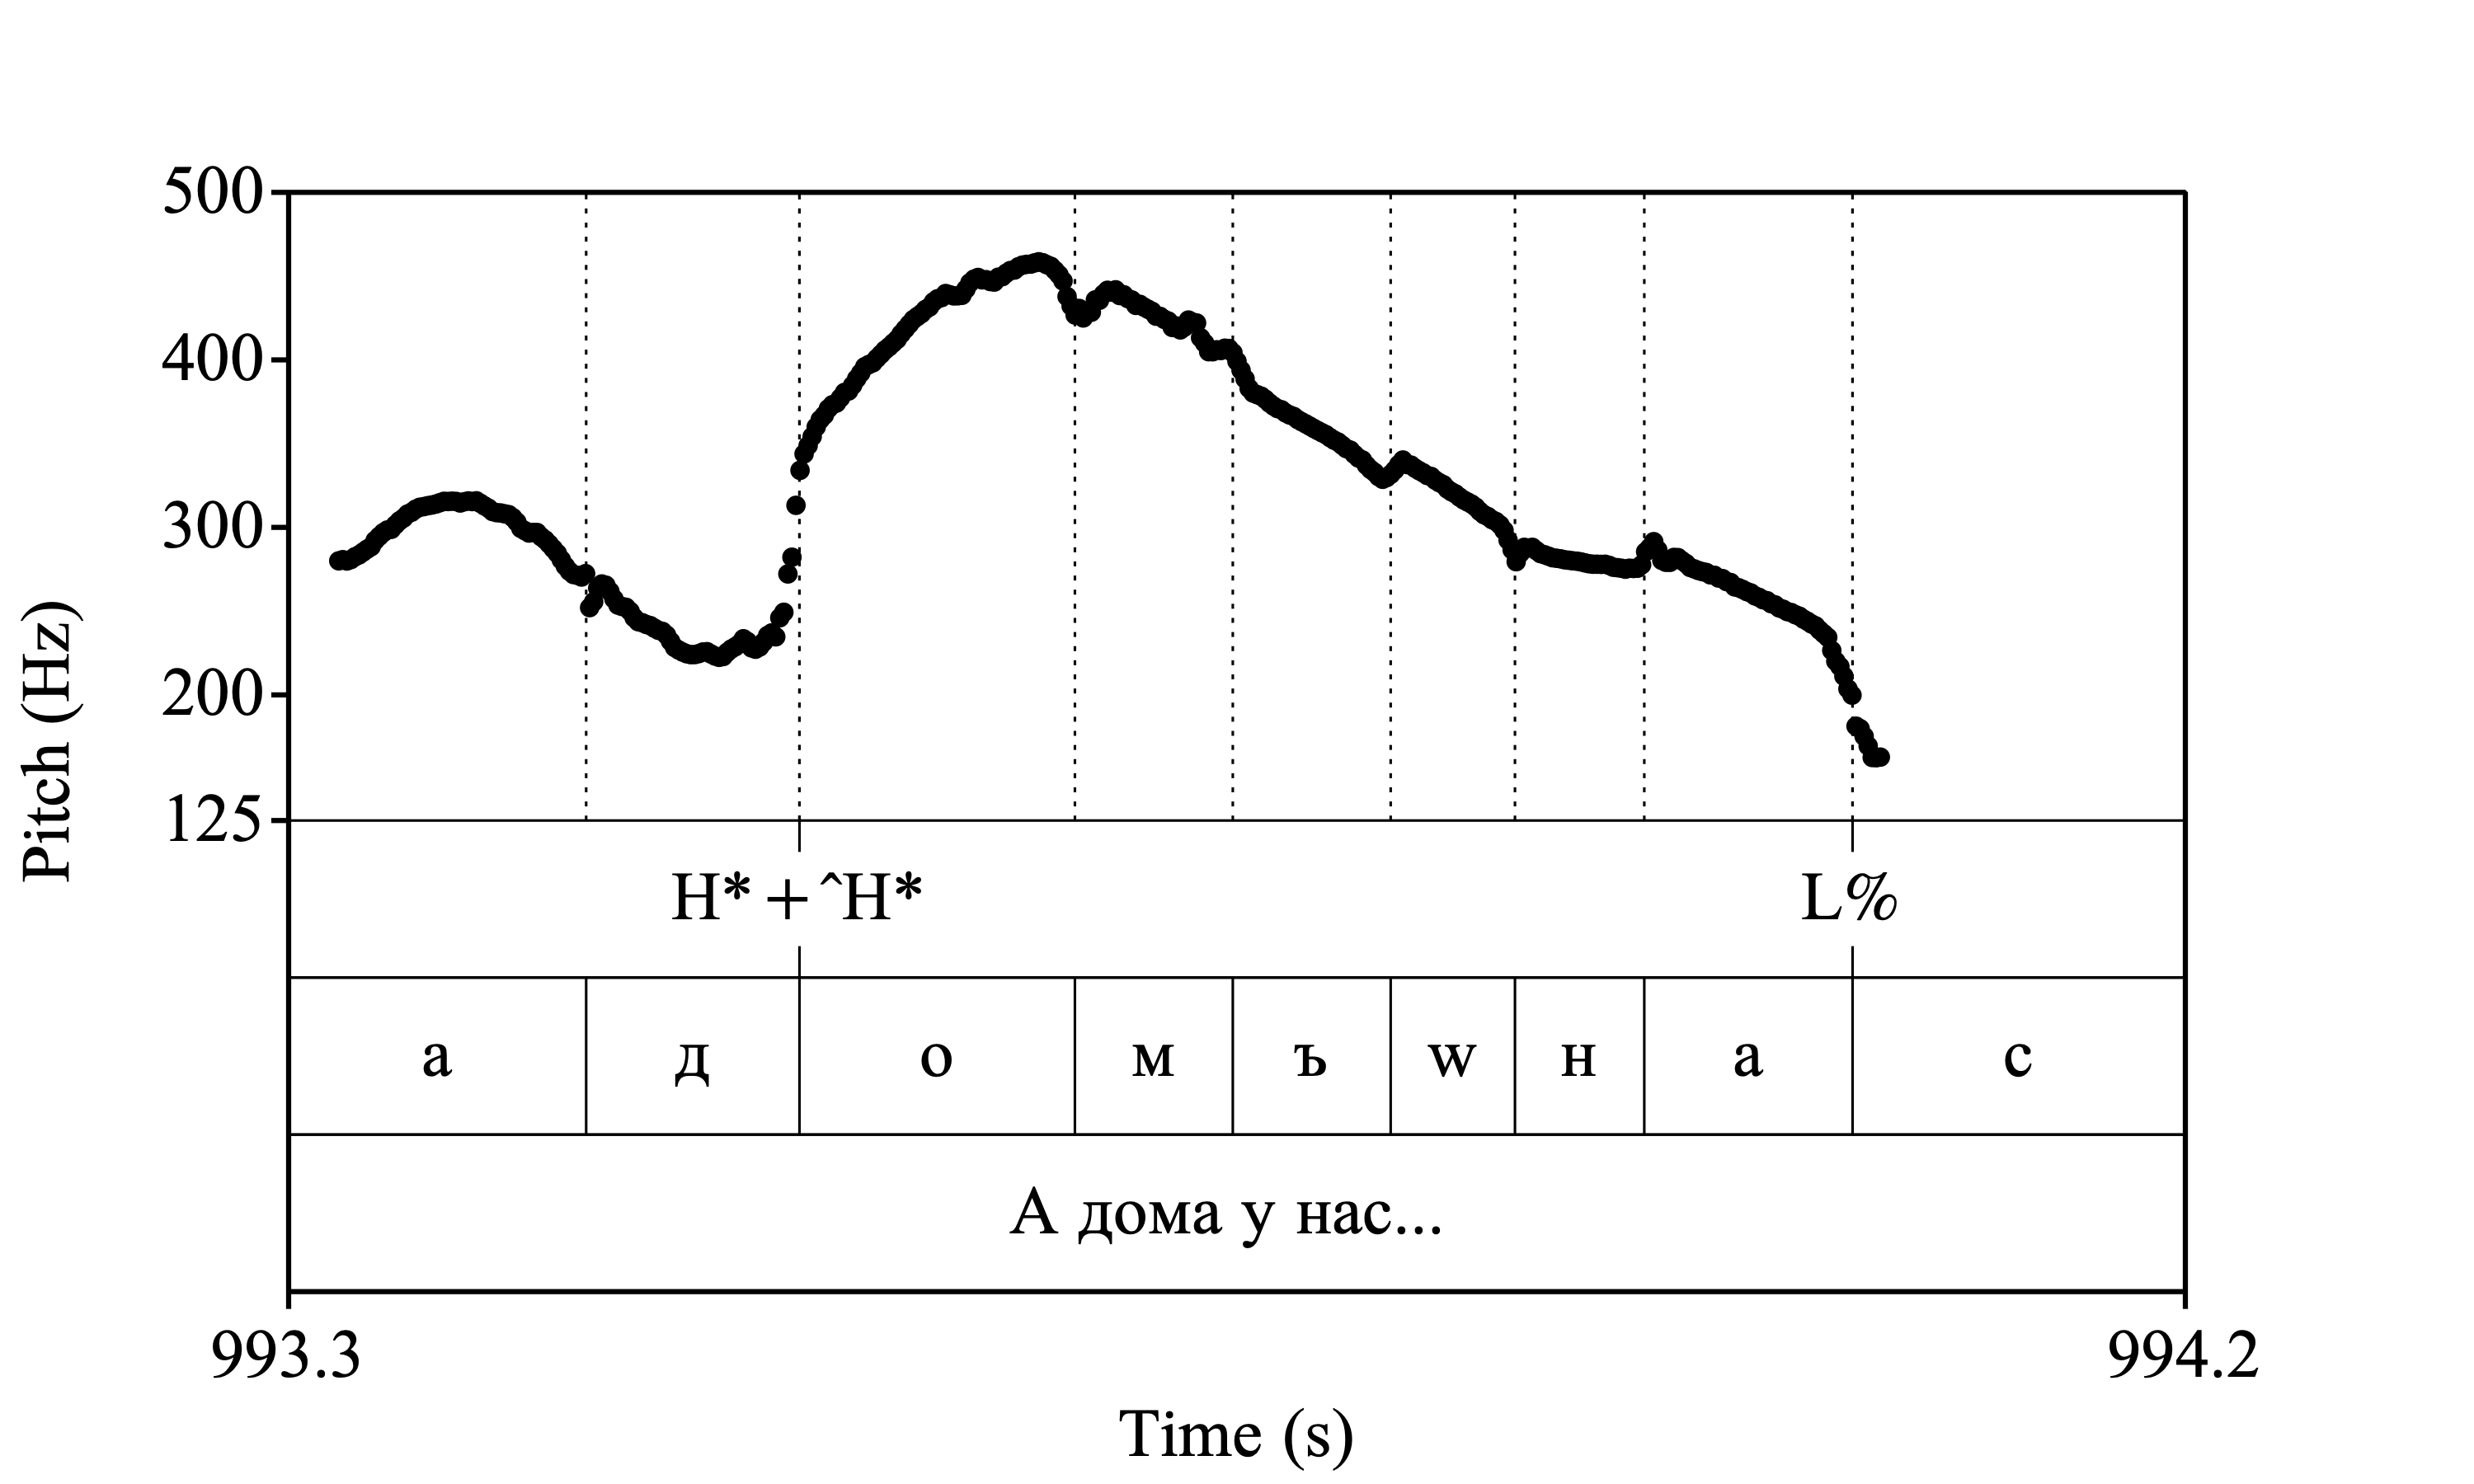 500
400
300
200
125
Pitch (Hz)
H*+^H* L%
а д о м ъ w н а с
А дома у нас...
993.3 994.2
Time (s)